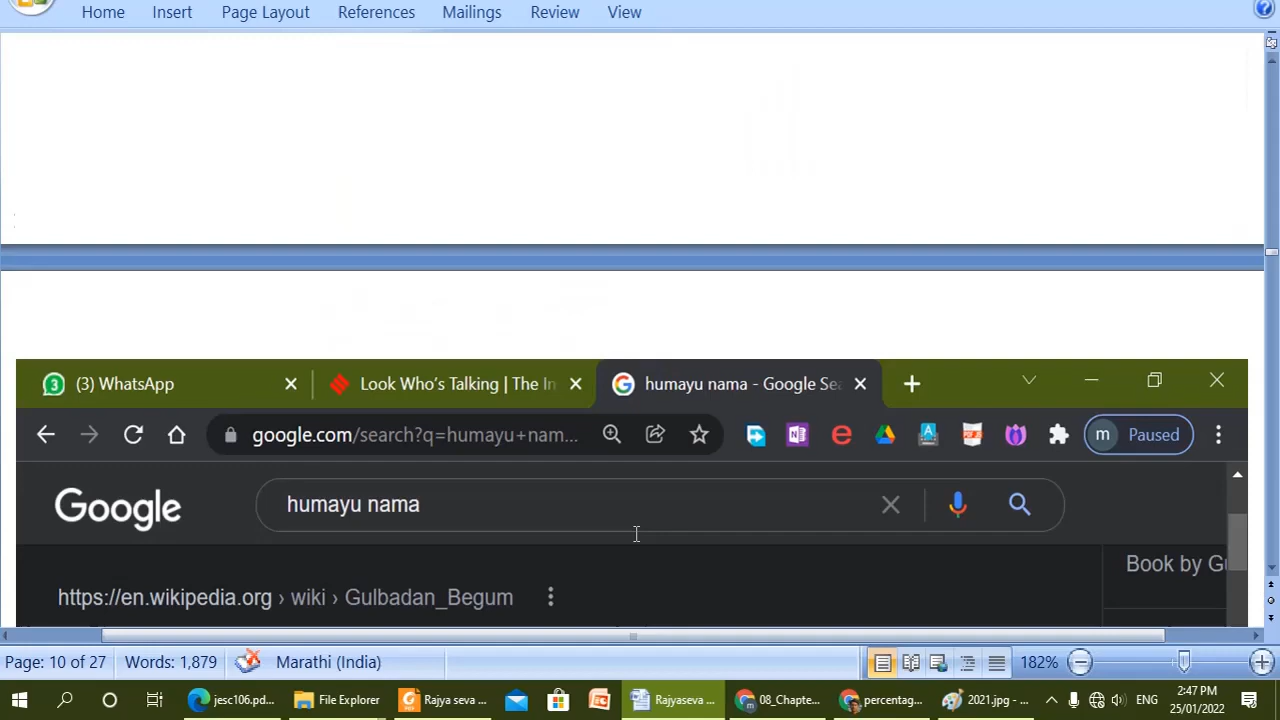 Home Insert Page Layout References Mailings Review View
(3) WhatsApp Look Who's Talking | The In humayu nama - Google Sea
google.com/search?q=humayu+nam... m Paused
Google humayu nama
Book by Gu
https://en.wikipedia.org › wiki › Gulbadan_Begum
Page: 10 of 27 Words: 1,879 Marathi (India) 182%
jesc106.pd... File Explorer Rajya seva ... Rajyaseva ... 08_Chapte... percentag... 2021.jpg - ... ENG 2:47 PM
25/01/2022